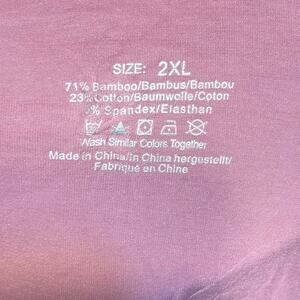 SIZE: 2XL
71% Bamboo/Bambus/Bambou
23% Cotton/Baumwolle/Coton
Spandex/Elasthan
Wash Similar Colors Together
Made in China/in China hergestellt/
Fabriqué an Chine